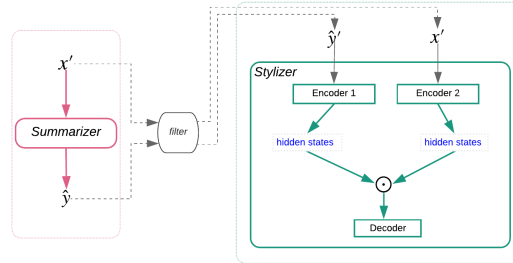 x′
Summarizer
ŷ
filter
ŷ′
x′
Stylizer
Encoder 1
Encoder 2
hidden states
hidden states
⊙
Decoder